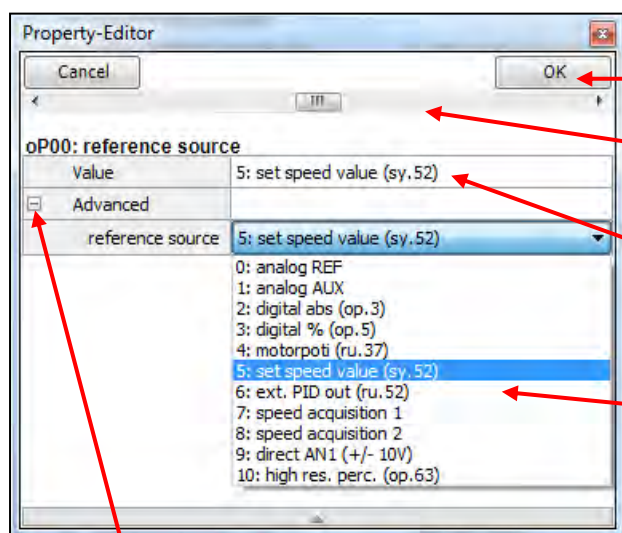 Property-Editor
Cancel OK
oP00: reference source
Value 5: set speed value (sy.52)
Advanced
reference source 5: set speed value (sy.52)
0: analog REF
1: analog AUX
2: digital abs (op.3)
3: digital % (op.5)
4: motorpoti (ru.37)
5: set speed value (sy.52)
6: ext. PID out (ru.52)
7: speed acquisition 1
8: speed acquisition 2
9: direct AN1 (+/- 10V)
10: high res. perc. (op.63)